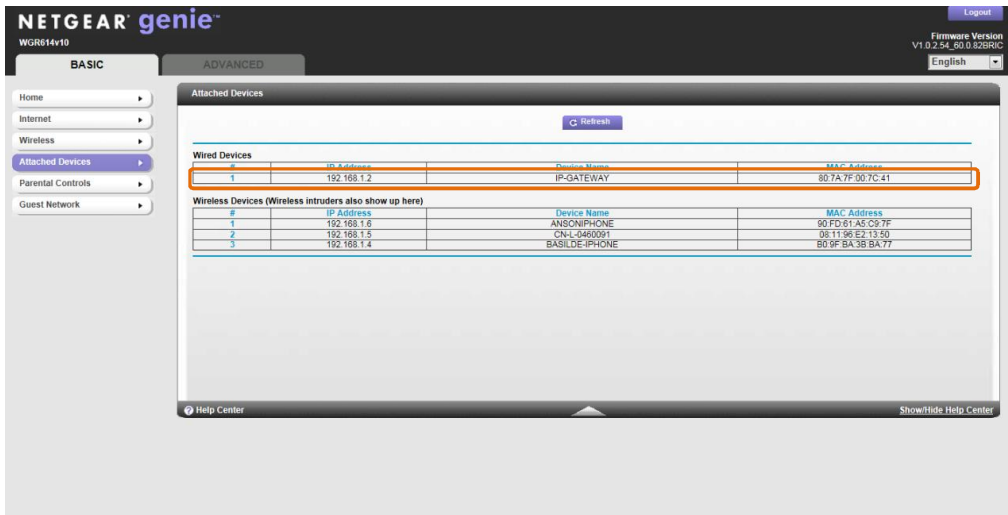 NETGEAR genie
Logout
WGR614v10
Firmware Version
V1.0.2.54_60.0.82BRIC
BASIC
ADVANCED
English
Home
Internet
Wireless
Attached Devices
Parental Controls
Guest Network
Attached Devices
Refresh
Wired Devices
# IP Address Device Name MAC Address
1 192.168.1.2 IP-GATEWAY 80:7A:7F:00:7C:41
Wireless Devices (Wireless intruders also show up here)
# IP Address Device Name MAC Address
1 192.168.1.6 ANSONIPHONE 90:FD:61:A5:C9:7F
2 192.168.1.5 CN-L-0460091 08:11:96:E2:13:50
3 192.168.1.4 BASILDE-IPHONE B0:9F:BA:3B:BA:77
Help Center
Show/Hide Help Center